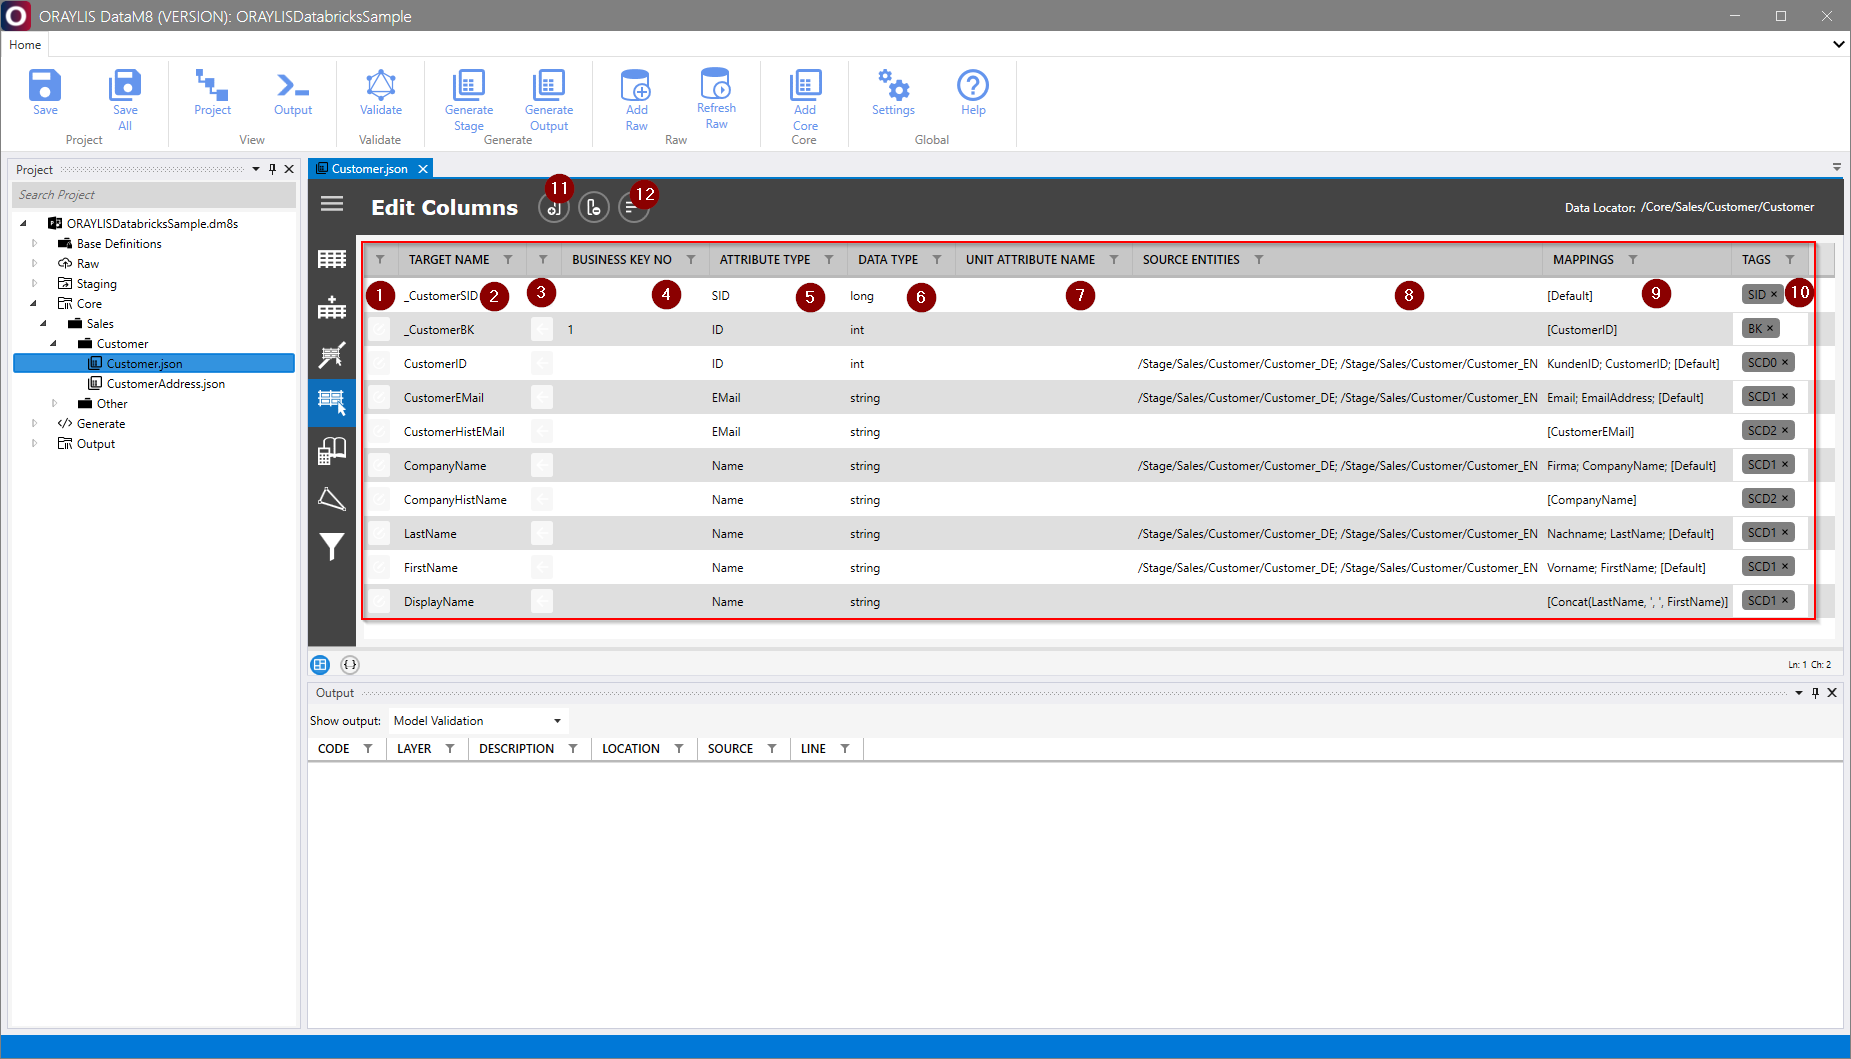 ORAYLIS DataM8 (VERSION): ORAYLISDatabricksSample
Home
Save
Save All
Project
Project
Output
View
Validate
Validate
Generate Stage
Generate Output
Generate
Add Raw
Refresh Raw
Raw
Add Core
Core
Settings
Help
Global
Project
Search Project
ORAYLISDatabricksSample.dm8s
Base Definitions
Raw
Staging
Core
Sales
Customer
Customer.json
CustomerAddress.json
Other
Generate
Output
Customer.json
Edit Columns
11
12
Data Locator: /Core/Sales/Customer/Customer
TARGET NAME BUSINESS KEY NO ATTRIBUTE TYPE DATA TYPE UNIT ATTRIBUTE NAME SOURCE ENTITIES MAPPINGS TAGS
1 _CustomerSID 2 3 4 SID 5 long 6 7 8 [Default] 9 SID × 10
_CustomerBK 1 ID int [CustomerID] BK ×
CustomerID ID int /Stage/Sales/Customer/Customer_DE; /Stage/Sales/Customer/Customer_EN KundenID; CustomerID; [Default] SCD0 ×
CustomerEMail EMail string /Stage/Sales/Customer/Customer_DE; /Stage/Sales/Customer/Customer_EN Email; EmailAddress; [Default] SCD1 ×
CustomerHistEMail EMail string [CustomerEMail] SCD2 ×
CompanyName Name string /Stage/Sales/Customer/Customer_DE; /Stage/Sales/Customer/Customer_EN Firma; CompanyName; [Default] SCD1 ×
CompanyHistName Name string [CompanyName] SCD2 ×
LastName Name string /Stage/Sales/Customer/Customer_DE; /Stage/Sales/Customer/Customer_EN Nachname; LastName; [Default] SCD1 ×
FirstName Name string /Stage/Sales/Customer/Customer_DE; /Stage/Sales/Customer/Customer_EN Vorname; FirstName; [Default] SCD1 ×
DisplayName Name string [Concat(LastName, ', ', FirstName)] SCD1 ×
Ln: 1 Ch: 2
Output
Show output: Model Validation
CODE LAYER DESCRIPTION LOCATION SOURCE LINE